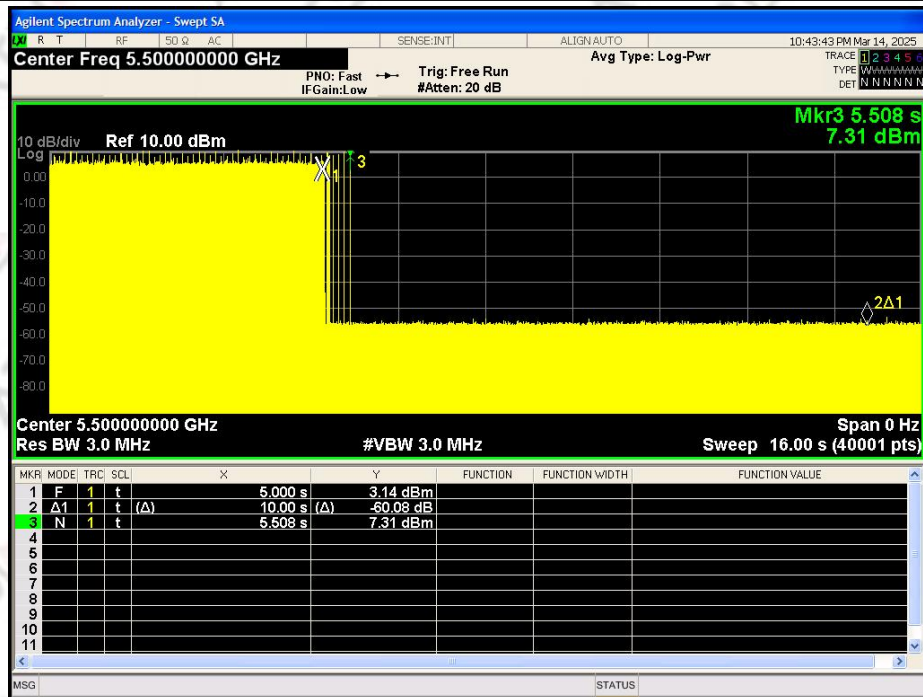 Agilent Spectrum Analyzer - Swept SA
LXI R T RF 50 Ω AC SENSE:INT ALIGN AUTO 10:43:43 PM Mar 14, 2025
Center Freq 5.500000000 GHz
PNO: Fast
IFGain:Low
Trig: Free Run
#Atten: 20 dB
Avg Type: Log-Pwr
TRACE 1 2 3 4 5 6
TYPE
DET N N N N N N
Mkr3 5.508 s
7.31 dBm
10 dB/div Ref 10.00 dBm
Log
0.00
-10.0
-20.0
-30.0
-40.0
-50.0
-60.0
-70.0
-80.0
1
3
2Δ1
Center 5.500000000 GHz Span 0 Hz
Res BW 3.0 MHz #VBW 3.0 MHz Sweep 16.00 s (40001 pts)
MKR MODE TRC SCL X Y FUNCTION FUNCTION WIDTH FUNCTION VALUE
1 F 1 t 5.000 s 3.14 dBm
2 Δ1 1 t (Δ) 10.00 s (Δ) -60.08 dB
3 N 1 t 5.508 s 7.31 dBm
4
5
6
7
8
9
10
11
MSG STATUS